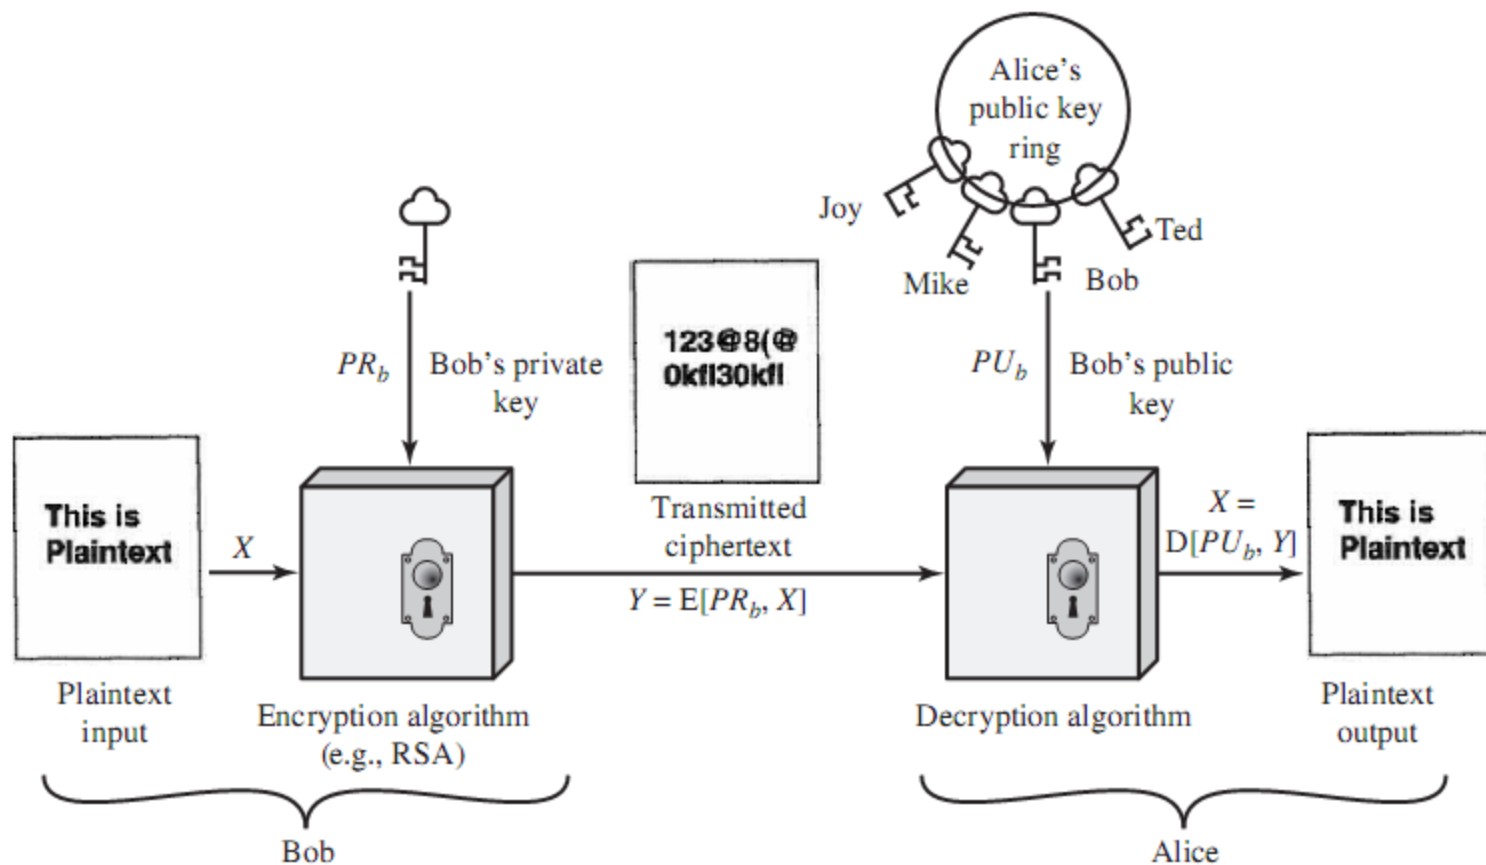 Alice's
public key
ring
Joy
Mike
Bob
Ted
123@8(@
0kfl30kfl
PR_b
Bob's private
key
PU_b
Bob's public
key
This is
Plaintext
X
Transmitted
ciphertext
Y = E[PR_b, X]
X =
D[PU_b, Y]
This is
Plaintext
Plaintext
input
Encryption algorithm
(e.g., RSA)
Decryption algorithm
Plaintext
output
Bob
Alice